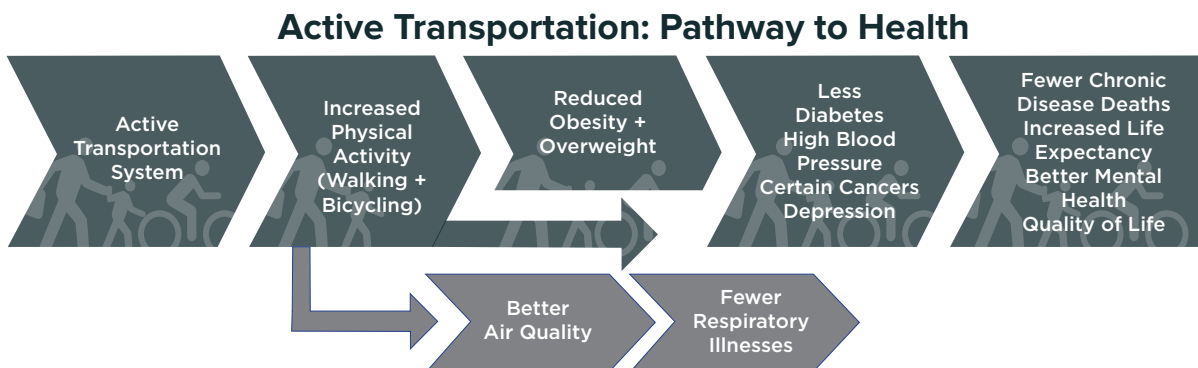 Active Transportation: Pathway to Health
Active
Transportation
System
Increased
Physical
Activity
(Walking +
Bicycling)
Reduced
Obesity +
Overweight
Less
Diabetes
High Blood
Pressure
Certain Cancers
Depression
Fewer Chronic
Disease Deaths
Increased Life
Expectancy
Better Mental
Health
Quality of Life
Better
Air Quality
Fewer
Respiratory
Illnesses